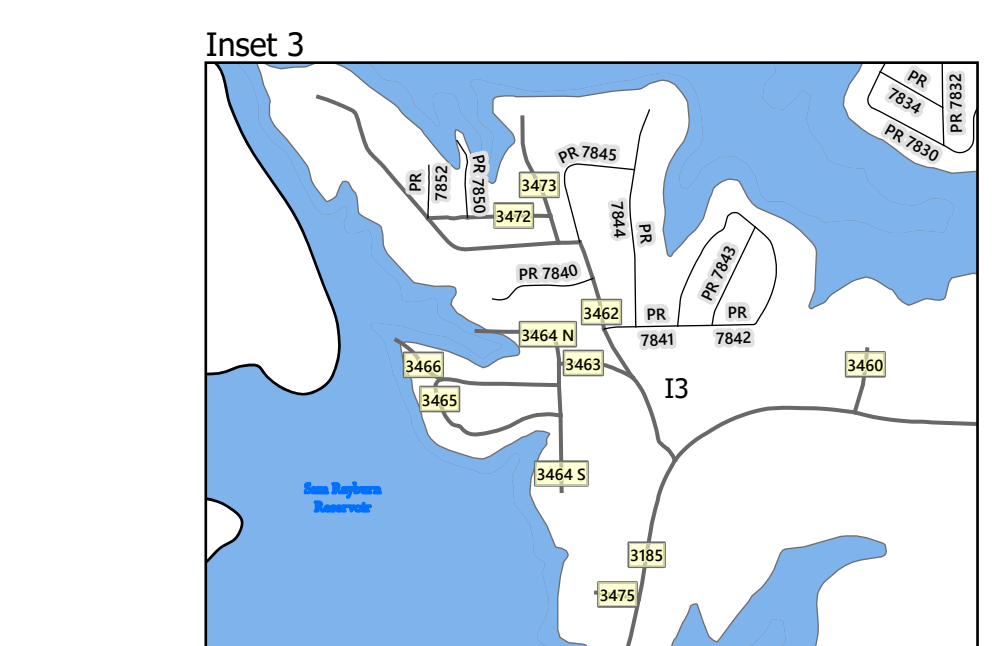 Inset 3
PR
7834
PR 7832
PR 7830
PR 7845
PR
7852
PR 7850
3473
3472
7844
PR
PR 7843
PR 7840
3462
PR
7841
PR
7842
3464 N
3463
3466
3465
3460
I3
3464 S
Sam Rayburn
Reservoir
3185
3475